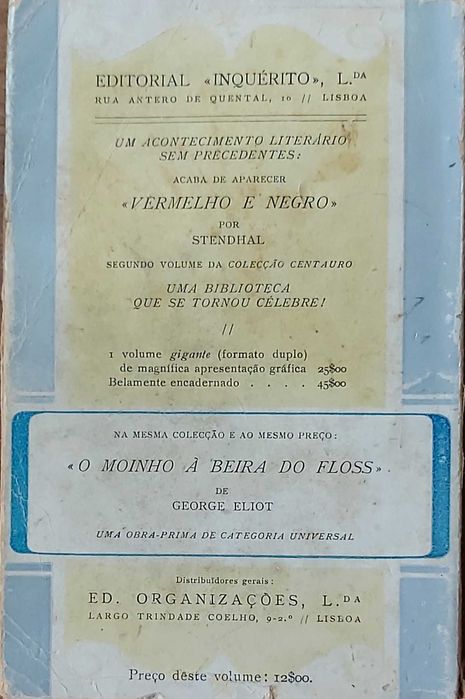 EDITORIAL «INQUÉRITO», L.DA
RUA ANTERO DE QUENTAL, 10 // LISBOA
UM ACONTECIMENTO LITERÁRIO
SEM PRECEDENTES:
ACABA DE APARECER
«VERMELHO E NEGRO»
POR
STENDHAL
SEGUNDO VOLUME DA COLECÇÃO CENTAURO
UMA BIBLIOTECA
QUE SE TORNOU CÉLEBRE!
//
1 volume gigante (formato duplo)
de magnífica apresentação gráfica 25$00
Belamente encadernado . . . . 45$00
NA MESMA COLECÇÃO E AO MESMO PREÇO:
«O MOINHO À BEIRA DO FLOSS».
DE
GEORGE ELIOT
UMA OBRA-PRIMA DE CATEGORIA UNIVERSAL
Distribuïdores gerais:
ED. ORGANIZAÇÕES, L.DA
LARGO TRINDADE COELHO, 9-2.º // LISBOA
Preço dêste volume: 12$00.